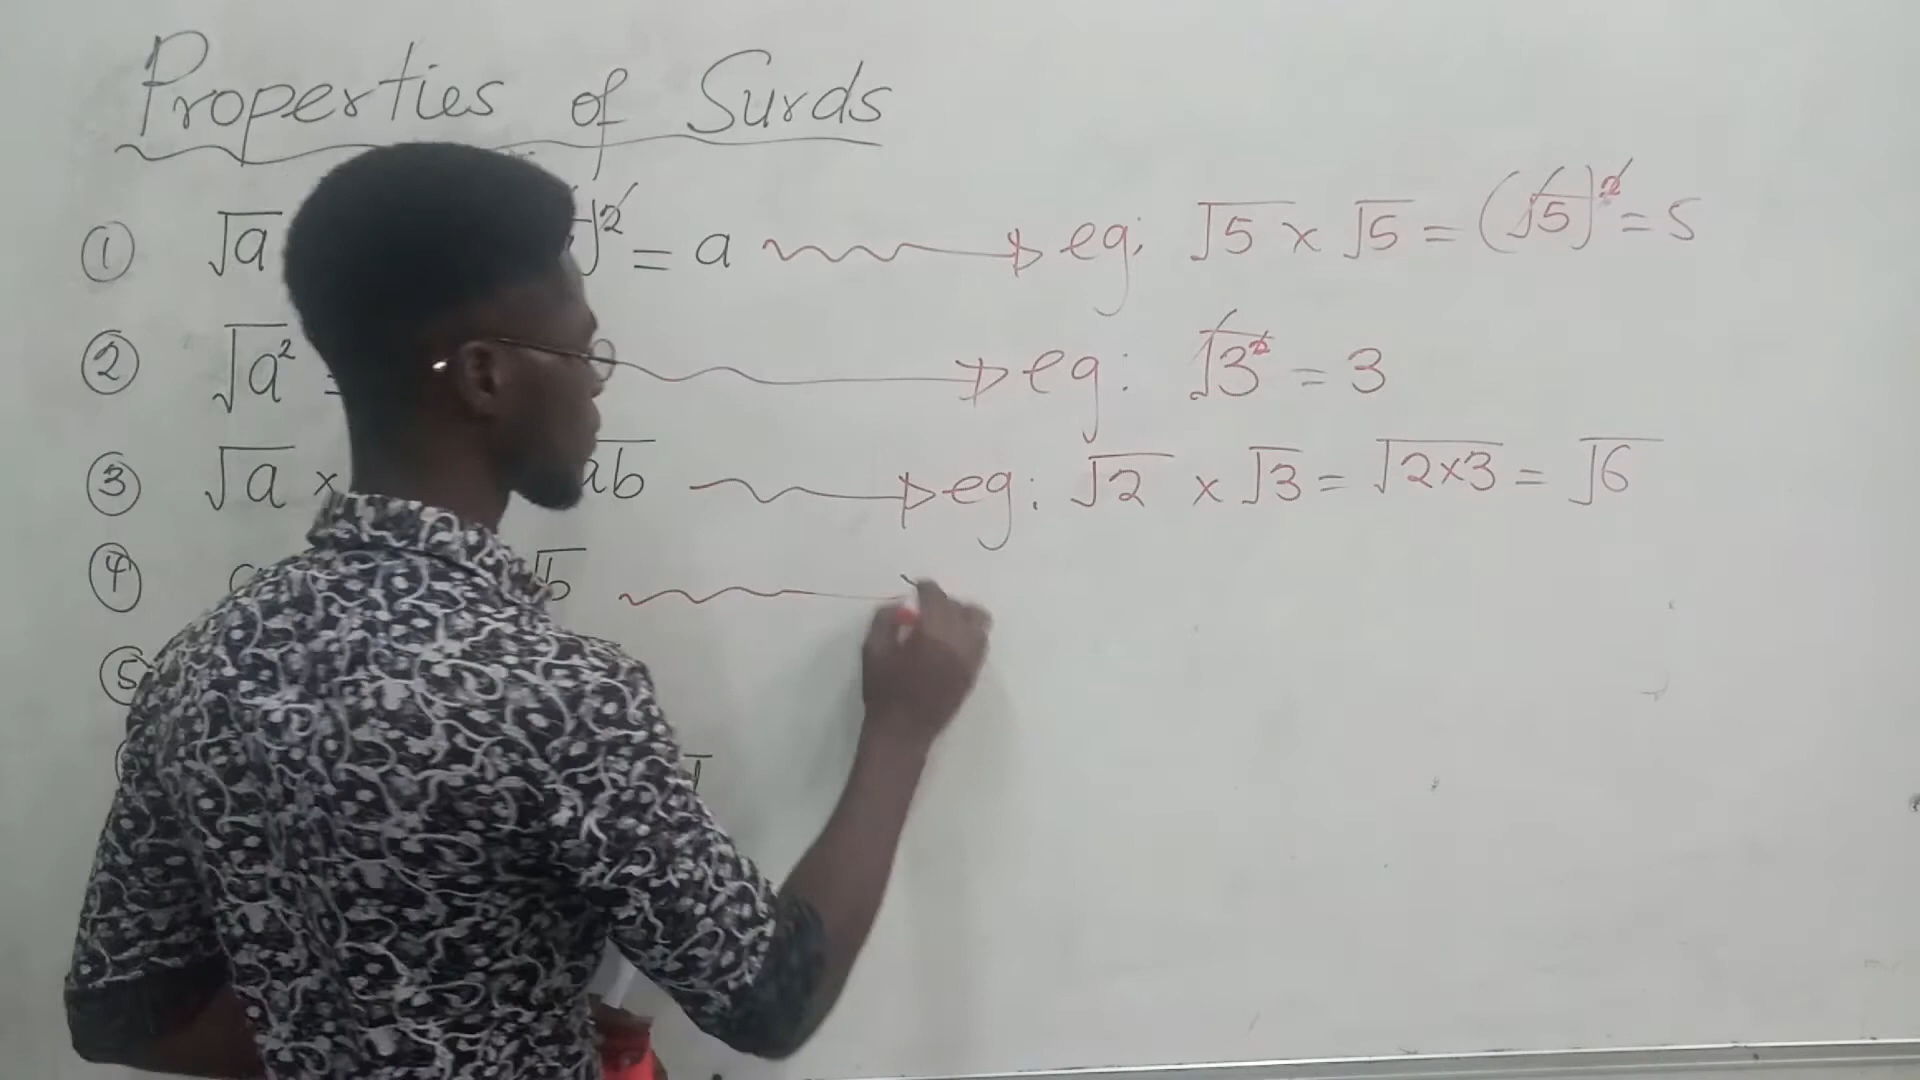 Properties of Surds
① √a )² = a eg: √5 × √5 = (√5)² = 5
② √a² = eg: √3² = 3
③ √a × ab eg: √2 × √3 = √2×3 = √6
④ √b
⑤